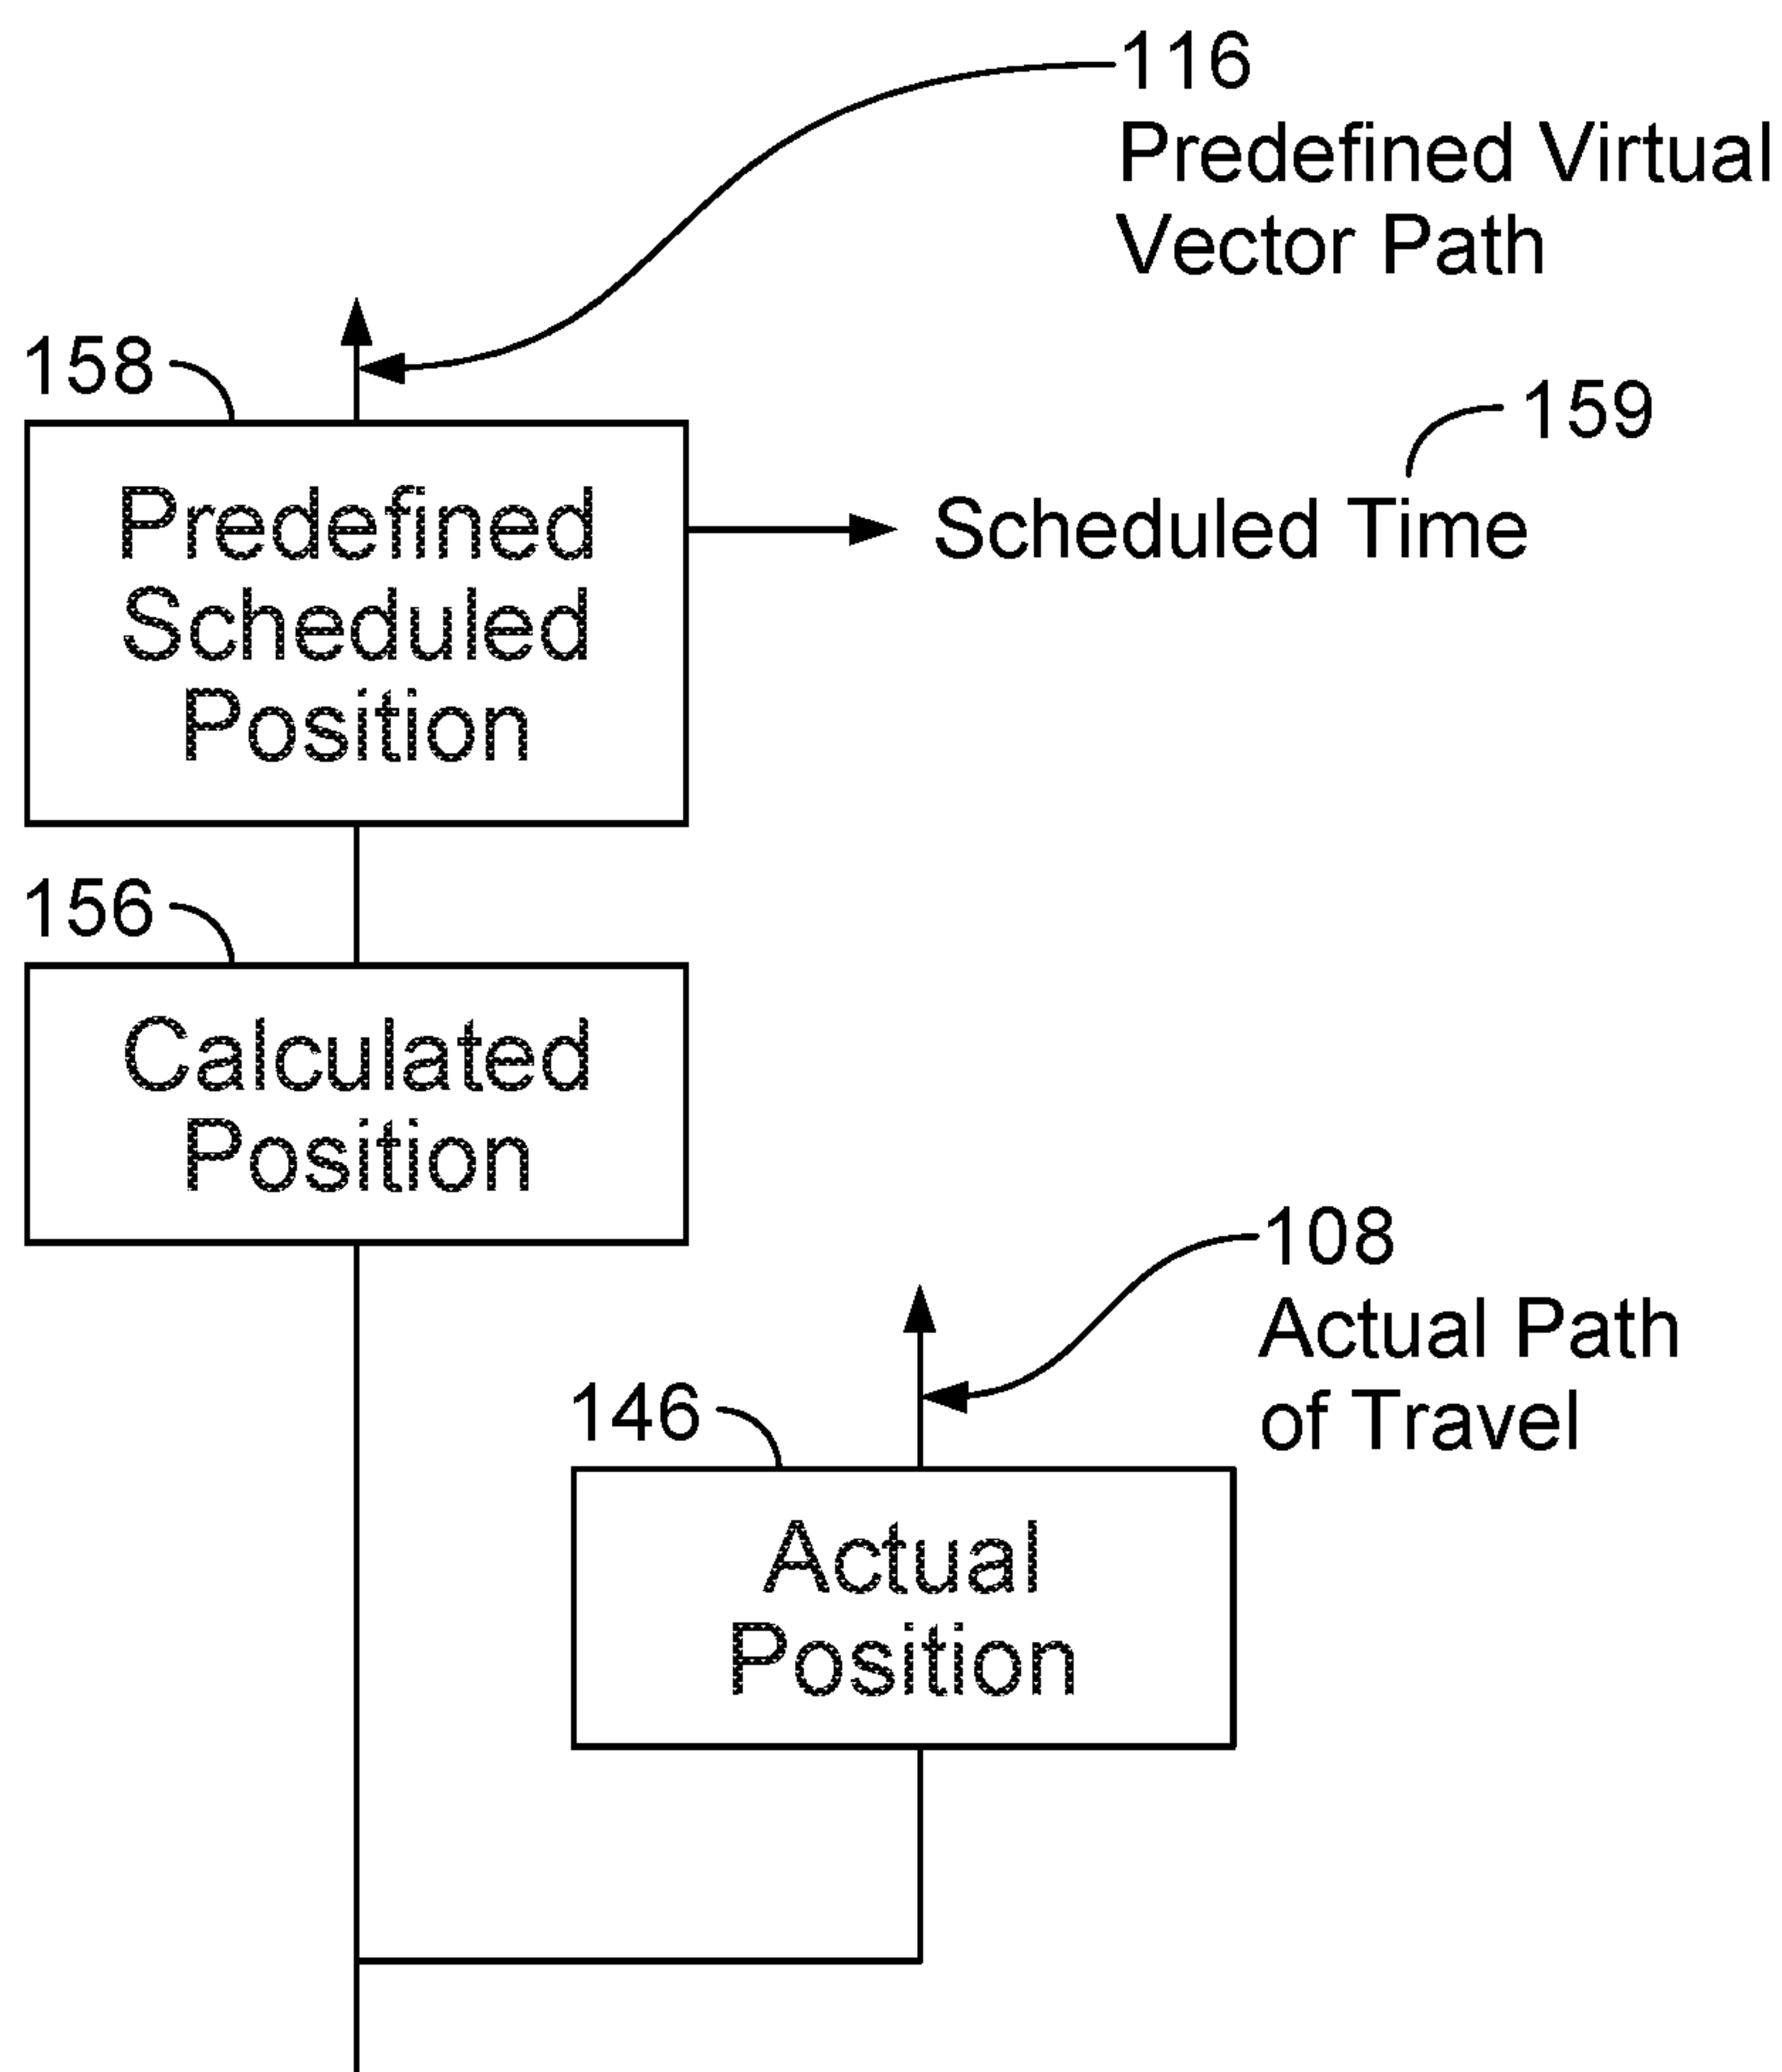 116
Predefined Virtual
Vector Path
158
159
Predefined
Scheduled
Position
Scheduled Time
156
Calculated
Position
108
Actual Path
of Travel
146
Actual
Position